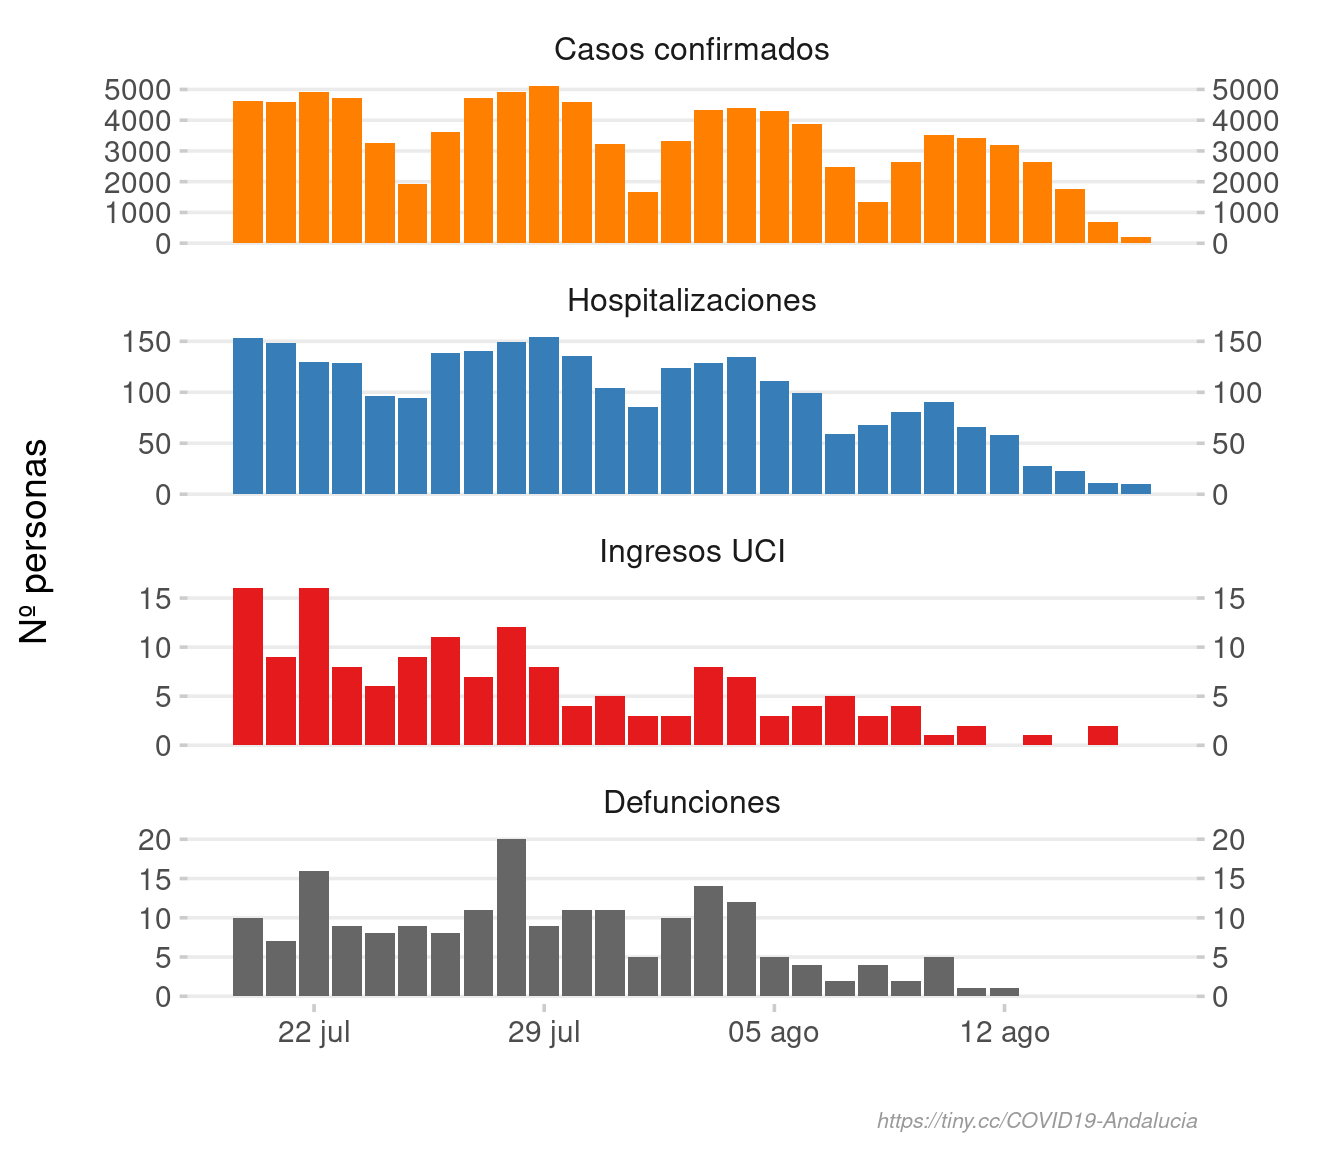 Casos confirmados
5000 5000
4000 4000
3000 3000
2000 2000
1000 1000
0 0
Hospitalizaciones
150 150
100 100
50 50
0 0
Nº personas
Ingresos UCI
15 15
10 10
5 5
0 0
Defunciones
20 20
15 15
10 10
5 5
0 0
22 jul 29 jul 05 ago 12 ago
https://tiny.cc/COVID19-Andalucia